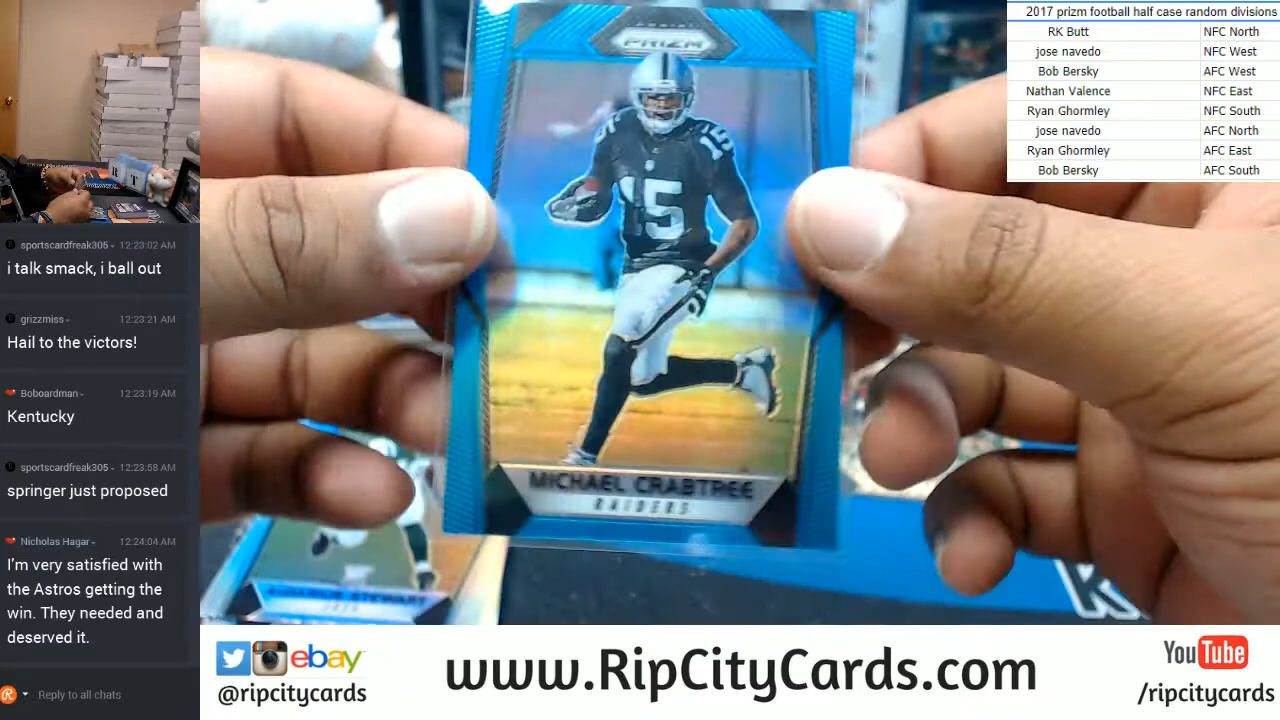 2017 prizm football half case random divisions
RK Butt NFC North
jose navedo NFC West
Bob Bersky AFC West
Nathan Valence NFC East
Ryan Ghormley NFC South
jose navedo AFC North
Ryan Ghormley AFC East
Bob Bersky AFC South
sportscardfreak305 12:23:02 AM
i talk smack, i ball out
grizzmiss 12:23:21 AM
Hail to the victors!
Boboardman 12:23:19 AM
Kentucky
sportscardfreak305 12:23:58 AM
springer just proposed
Nicholas Hagar 12:24:04 AM
I'm very satisfied with
the Astros getting the
win. They needed and
deserved it.
Reply to all chats
PANINI
PRIZM
15
15
MICHAEL CRABTREE
RAIDERS
STEWART
JETS
R T
ebay
@ripcitycards
www.RipCityCards.com
YouTube
/ripcitycards